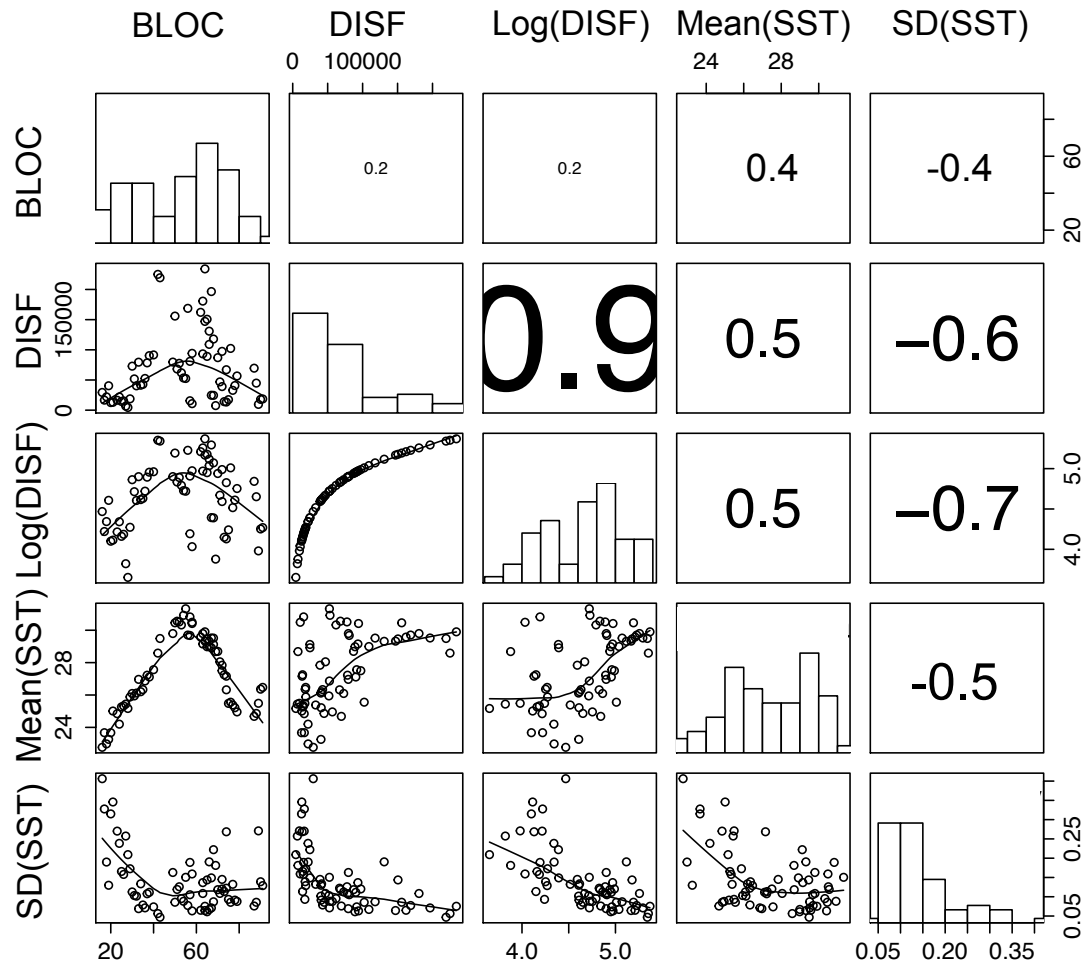 BLOC DISF Log(DISF) Mean(SST) SD(SST)
0 100000 24 28
BLOC 0.2 0.2 0.4 -0.4 20 60
DISF 0 150000 0.9 0.5 −0.6
Log(DISF) 0.5 −0.7 4.0 5.0
Mean(SST) 24 28 -0.5
SD(SST) 0.05 0.25
20 60 4.0 5.0 0.05 0.20 0.35